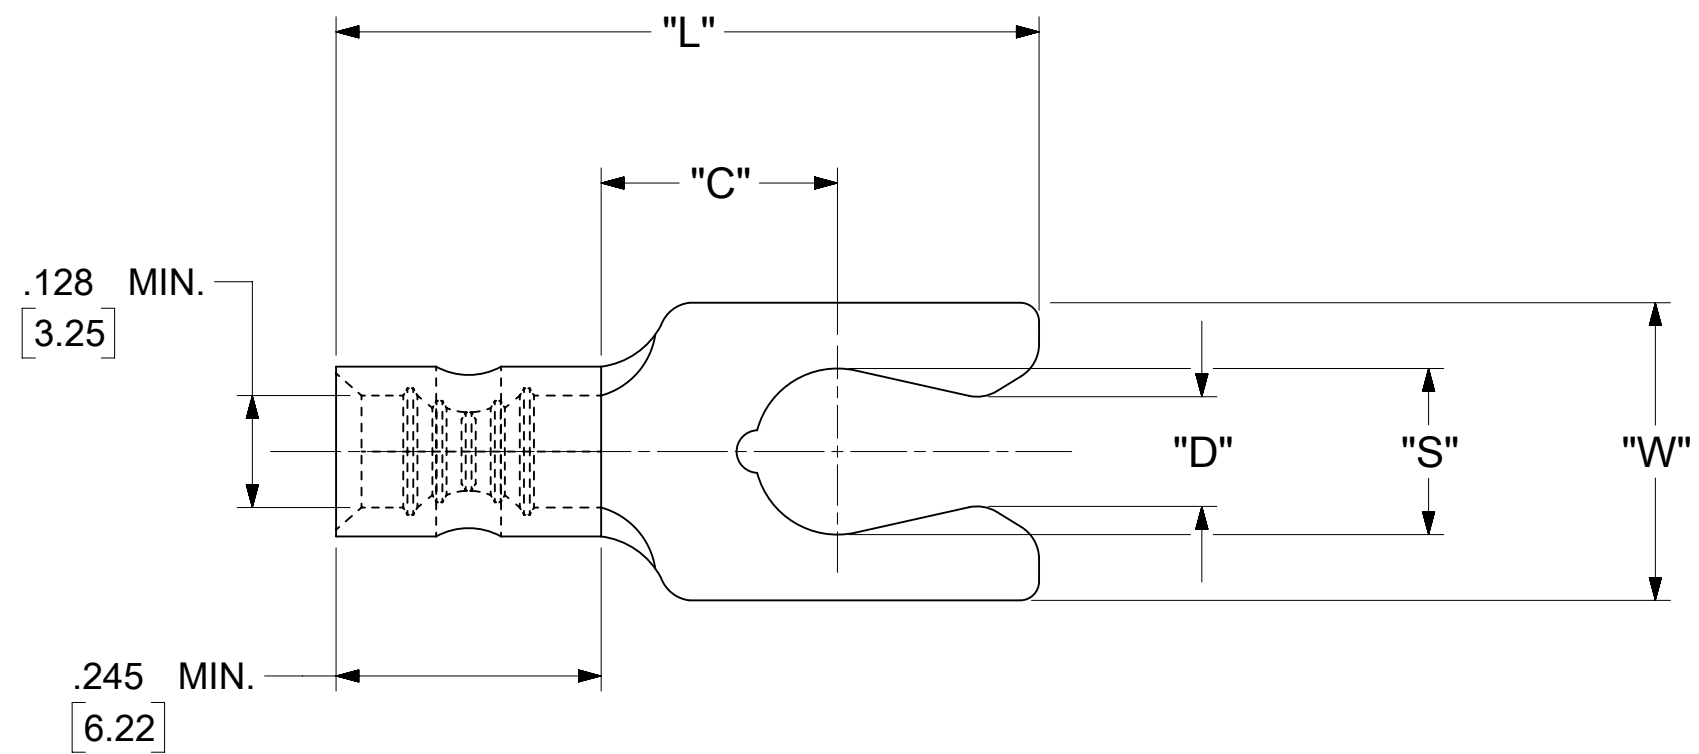 "L"
"C"
.128 MIN.
[3.25]
"D"
"S"
"W"
.245 MIN.
[6.22]